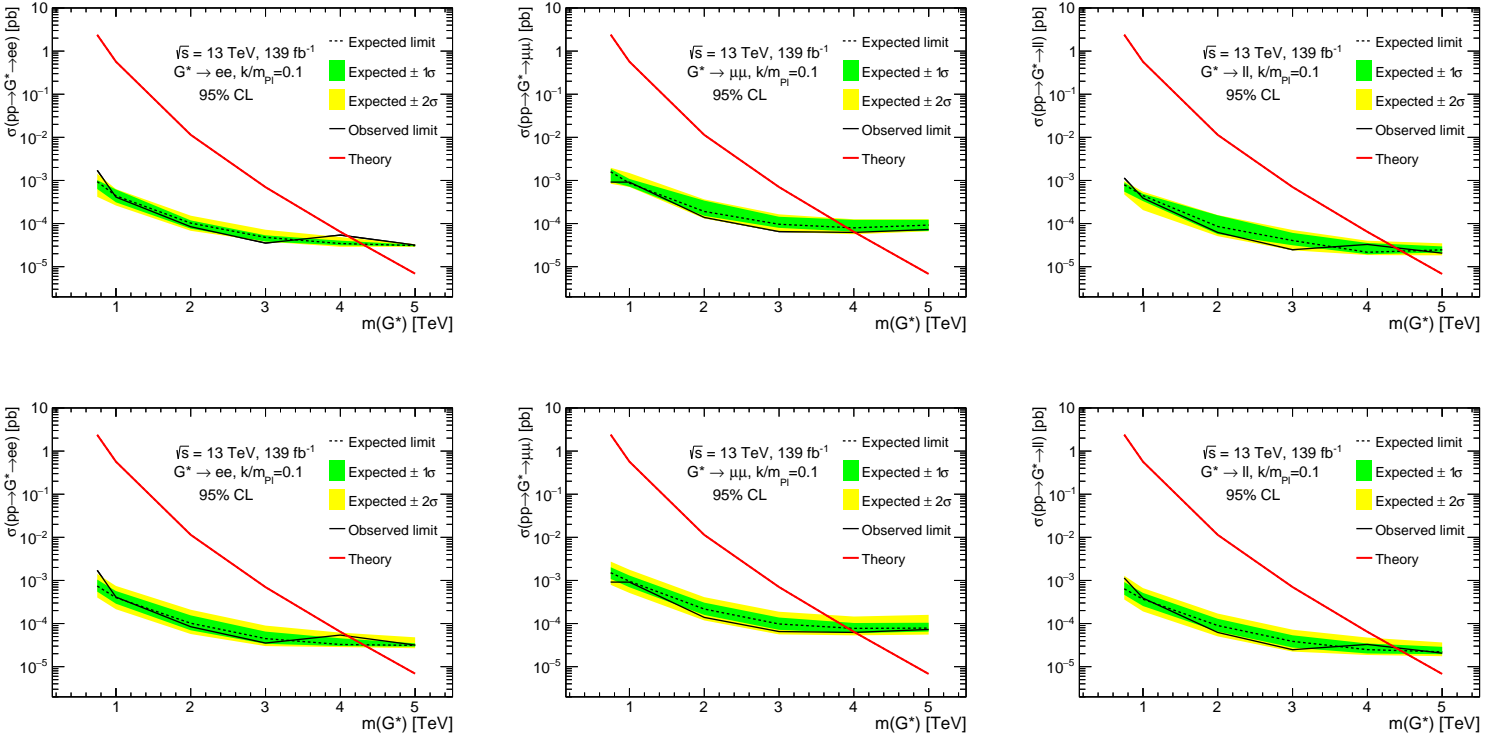 σ(pp→G*→ee) [pb]
10
1
10⁻¹
10⁻²
10⁻³
10⁻⁴
10⁻⁵
√s = 13 TeV, 139 fb⁻¹
G* → ee, k/m_Pl=0.1
95% CL
Expected limit
Expected ± 1σ
Expected ± 2σ
Observed limit
Theory
1 2 3 4 5
m(G*) [TeV]
σ(pp→G*→μμ) [pb]
10
1
10⁻¹
10⁻²
10⁻³
10⁻⁴
10⁻⁵
√s = 13 TeV, 139 fb⁻¹
G* → μμ, k/m_Pl=0.1
95% CL
Expected limit
Expected ± 1σ
Expected ± 2σ
Observed limit
Theory
1 2 3 4 5
m(G*) [TeV]
σ(pp→G*→ll) [pb]
10
1
10⁻¹
10⁻²
10⁻³
10⁻⁴
10⁻⁵
√s = 13 TeV, 139 fb⁻¹
G* → ll, k/m_Pl=0.1
95% CL
Expected limit
Expected ± 1σ
Expected ± 2σ
Observed limit
Theory
1 2 3 4 5
m(G*) [TeV]
σ(pp→G*→ee) [pb]
10
1
10⁻¹
10⁻²
10⁻³
10⁻⁴
10⁻⁵
√s = 13 TeV, 139 fb⁻¹
G* → ee, k/m_Pl=0.1
95% CL
Expected limit
Expected ± 1σ
Expected ± 2σ
Observed limit
Theory
1 2 3 4 5
m(G*) [TeV]
σ(pp→G*→μμ) [pb]
10
1
10⁻¹
10⁻²
10⁻³
10⁻⁴
10⁻⁵
√s = 13 TeV, 139 fb⁻¹
G* → μμ, k/m_Pl=0.1
95% CL
Expected limit
Expected ± 1σ
Expected ± 2σ
Observed limit
Theory
1 2 3 4 5
m(G*) [TeV]
σ(pp→G*→ll) [pb]
10
1
10⁻¹
10⁻²
10⁻³
10⁻⁴
10⁻⁵
√s = 13 TeV, 139 fb⁻¹
G* → ll, k/m_Pl=0.1
95% CL
Expected limit
Expected ± 1σ
Expected ± 2σ
Observed limit
Theory
1 2 3 4 5
m(G*) [TeV]